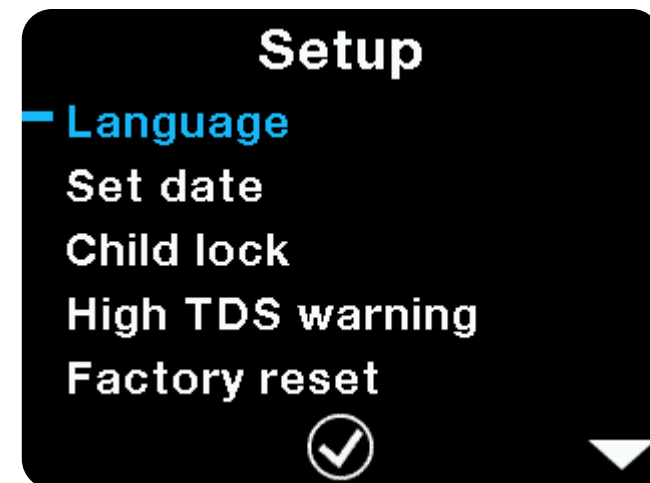 Setup
Language
Set date
Child lock
High TDS warning
Factory reset